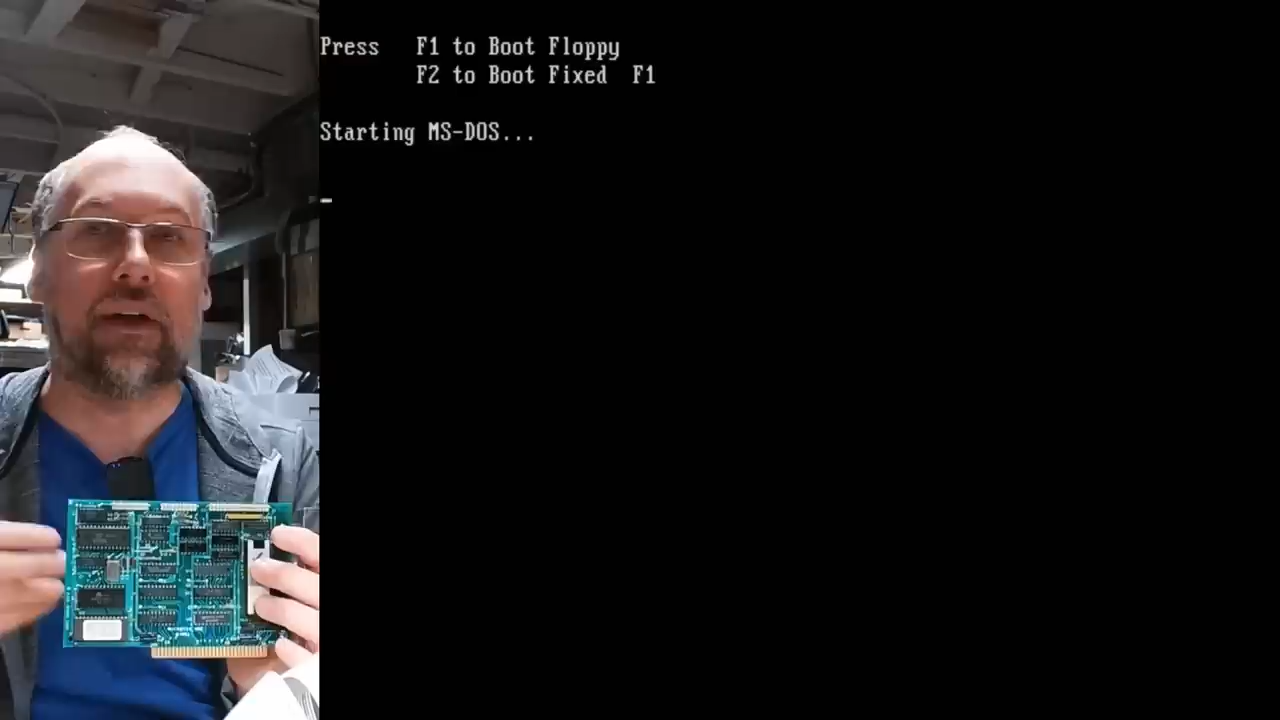 Press   F1 to Boot Floppy
        F2 to Boot Fixed  F1
Starting MS-DOS...